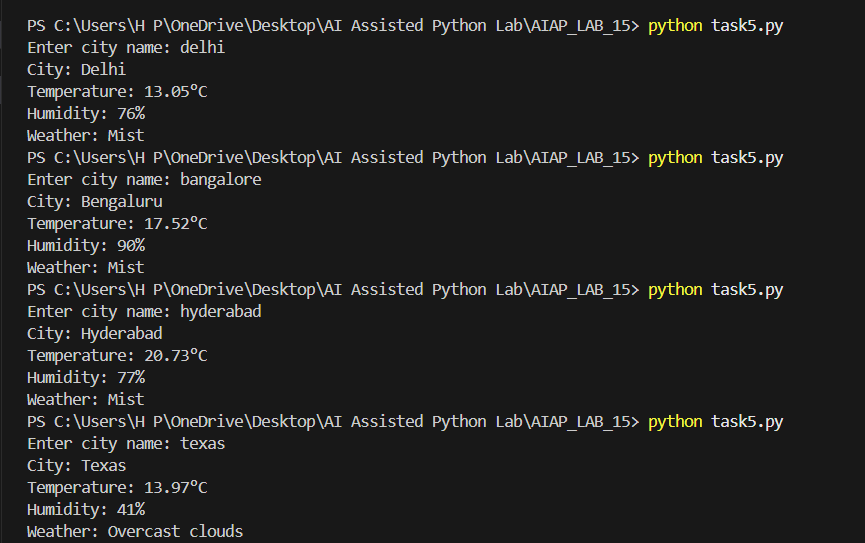 PS C:\Users\H P\OneDrive\Desktop\AI Assisted Python Lab\AIAP_LAB_15> python task5.py
Enter city name: delhi
City: Delhi
Temperature: 13.05°C
Humidity: 76%
Weather: Mist
PS C:\Users\H P\OneDrive\Desktop\AI Assisted Python Lab\AIAP_LAB_15> python task5.py
Enter city name: bangalore
City: Bengaluru
Temperature: 17.52°C
Humidity: 90%
Weather: Mist
PS C:\Users\H P\OneDrive\Desktop\AI Assisted Python Lab\AIAP_LAB_15> python task5.py
Enter city name: hyderabad
City: Hyderabad
Temperature: 20.73°C
Humidity: 77%
Weather: Mist
PS C:\Users\H P\OneDrive\Desktop\AI Assisted Python Lab\AIAP_LAB_15> python task5.py
Enter city name: texas
City: Texas
Temperature: 13.97°C
Humidity: 41%
Weather: Overcast clouds